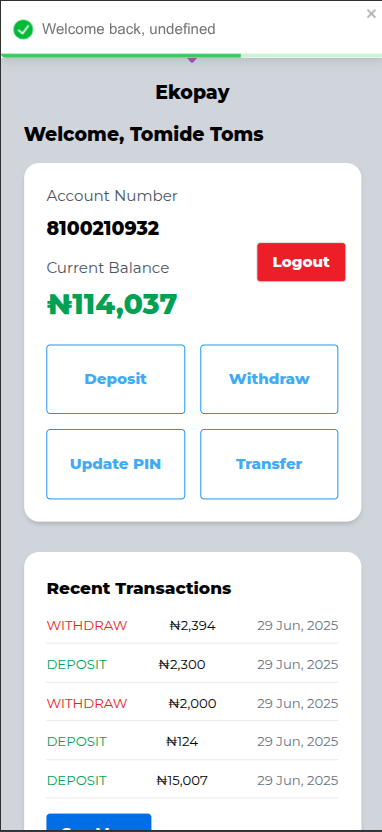 Welcome back, undefined
Ekopay
Welcome, Tomide Toms
Account Number
8100210932
Current Balance
Logout
₦114,037
Deposit Withdraw
Update PIN Transfer
Recent Transactions
WITHDRAW ₦2,394 29 Jun, 2025
DEPOSIT ₦2,300 29 Jun, 2025
WITHDRAW ₦2,000 29 Jun, 2025
DEPOSIT ₦124 29 Jun, 2025
DEPOSIT ₦15,007 29 Jun, 2025